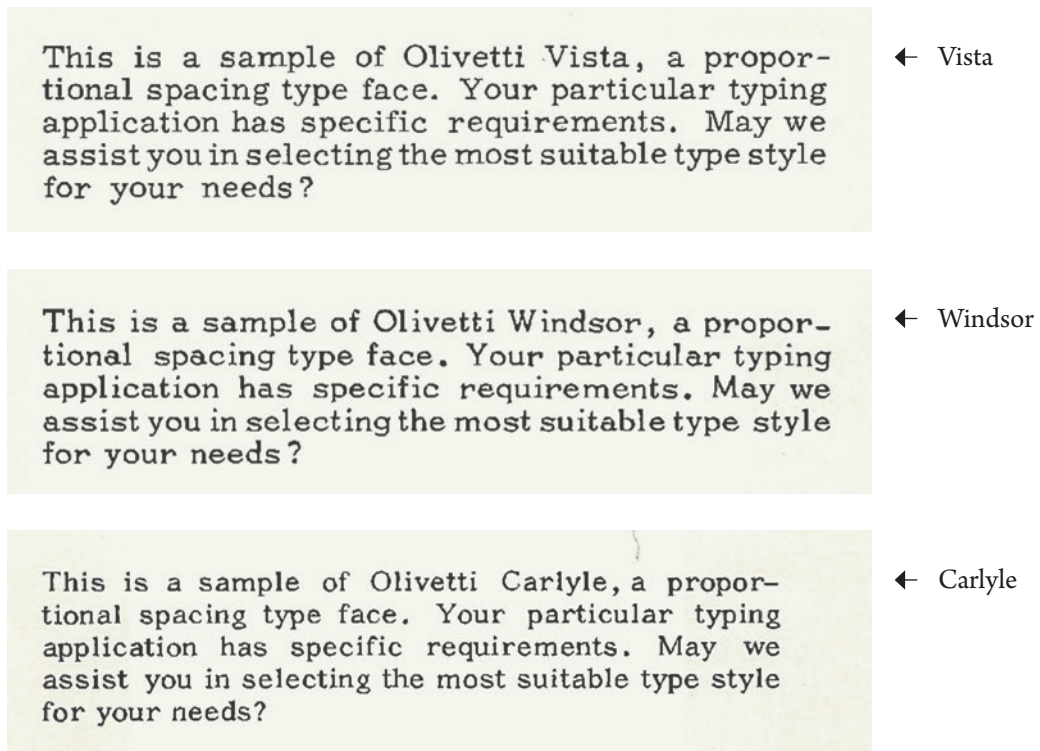 This is a sample of Olivetti Vista, a propor-
tional spacing type face. Your particular typing
application has specific requirements. May we
assist you in selecting the most suitable type style
for your needs?
← Vista
This is a sample of Olivetti Windsor, a propor-
tional spacing type face. Your particular typing
application has specific requirements. May we
assist you in selecting the most suitable type style
for your needs?
← Windsor
This is a sample of Olivetti Carlyle, a propor-
tional spacing type face. Your particular typing
application has specific requirements. May we
assist you in selecting the most suitable type style
for your needs?
← Carlyle